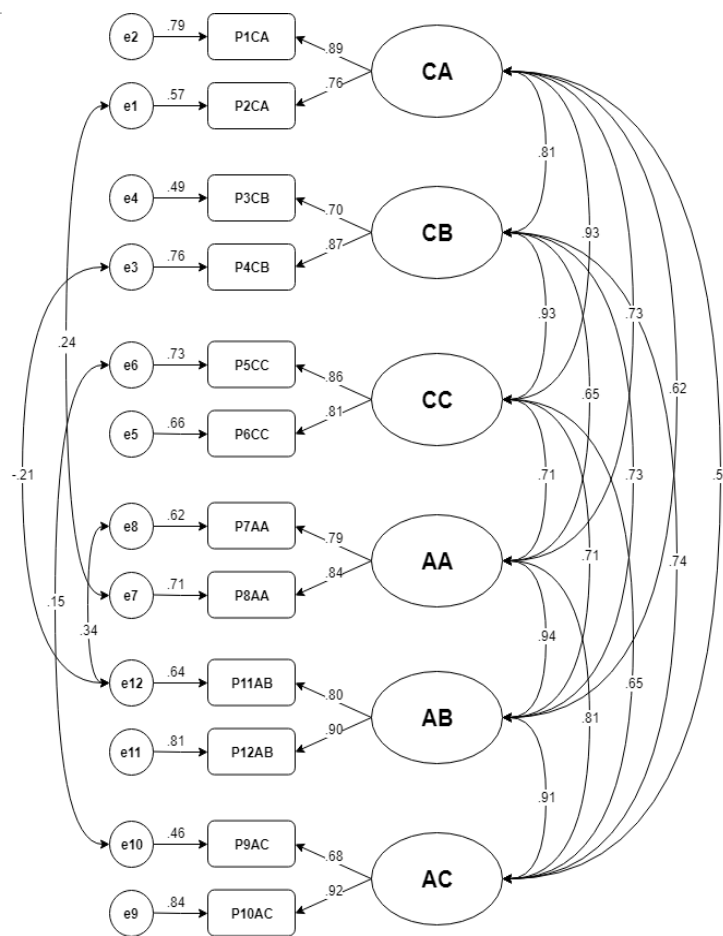 e2 .79 P1CA .89
CA
e1 .57 P2CA .76
.81
e4 .49 P3CB .70
CB
.93
e3 .76 P4CB .87
.93
.73
.24
e6 .73 P5CC .86
CC
.65
.62
e5 .66 P6CC .81
-.21
.71
.73
.5
e8 .62 P7AA .79
AA
.71
.74
e7 .71 P8AA .84
.15
.34
.94
e12 .64 P11AB .80
AB
.65
.81
e11 .81 P12AB .90
.91
e10 .46 P9AC .68
AC
e9 .84 P10AC .92